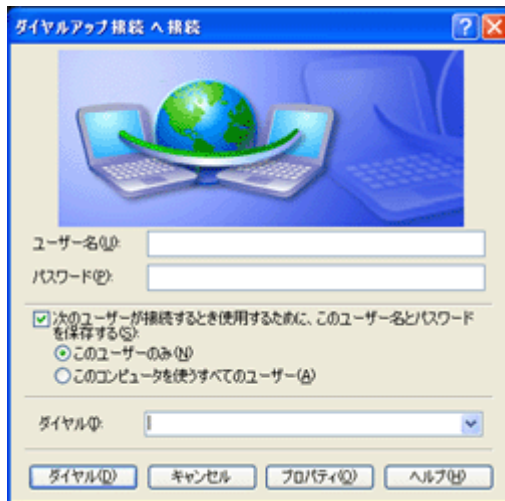 ダイヤルアップ接続 へ接続
ユーザー名(U):
パスワード(P):
次のユーザーが接続するとき使用するために、このユーザー名とパスワード
を保存する(S):
このユーザーのみ(N)
このコンピュータを使うすべてのユーザー(A)
ダイヤル(I):
ダイヤル(D) キャンセル プロパティ(O) ヘルプ(H)